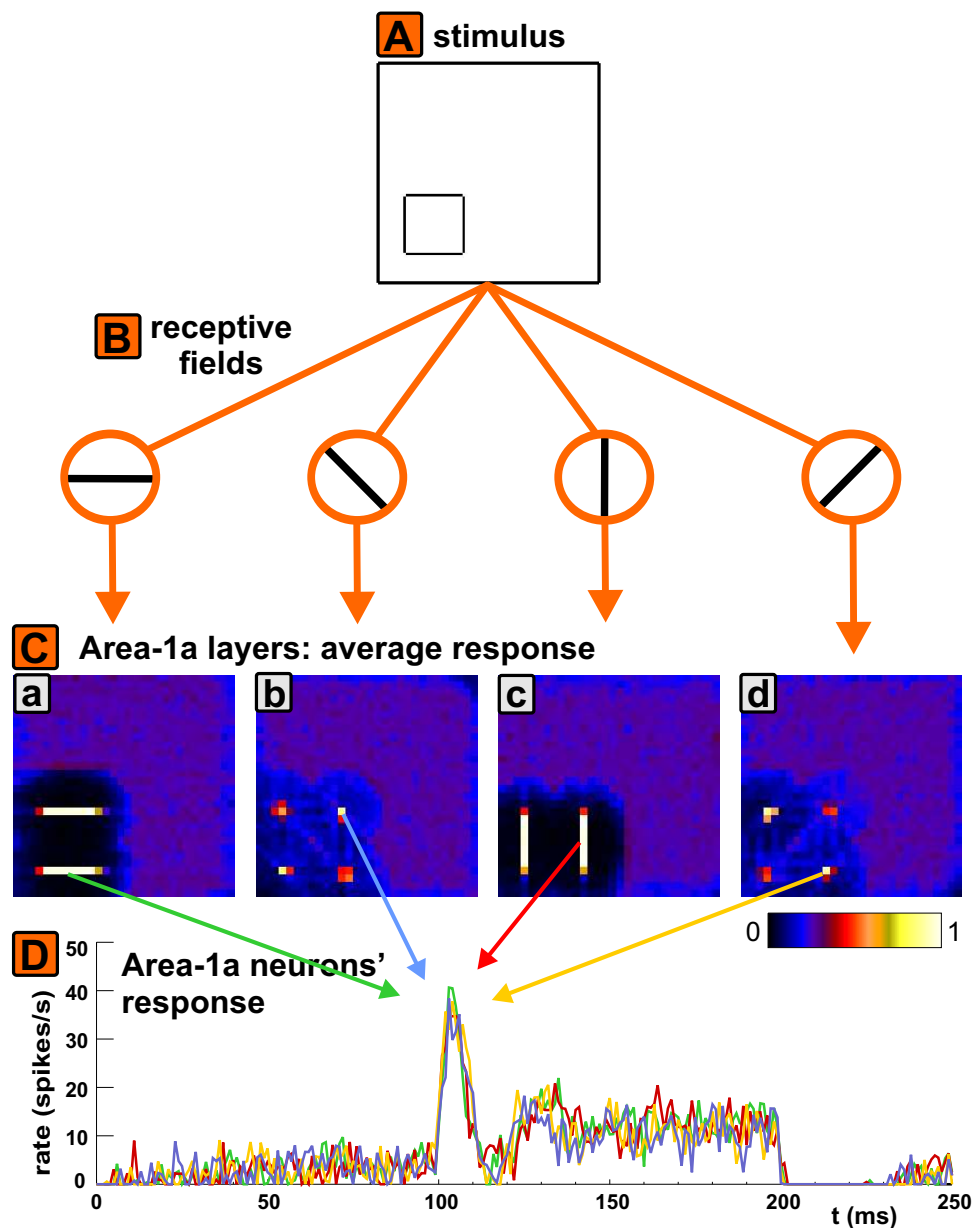 A stimulus
B receptive
fields
C Area-1a layers: average response
a b c d
0 1
D Area-1a neurons’
response
rate (spikes/s)
50
40
30
20
10
0
0 50 100 150 200 250
t (ms)